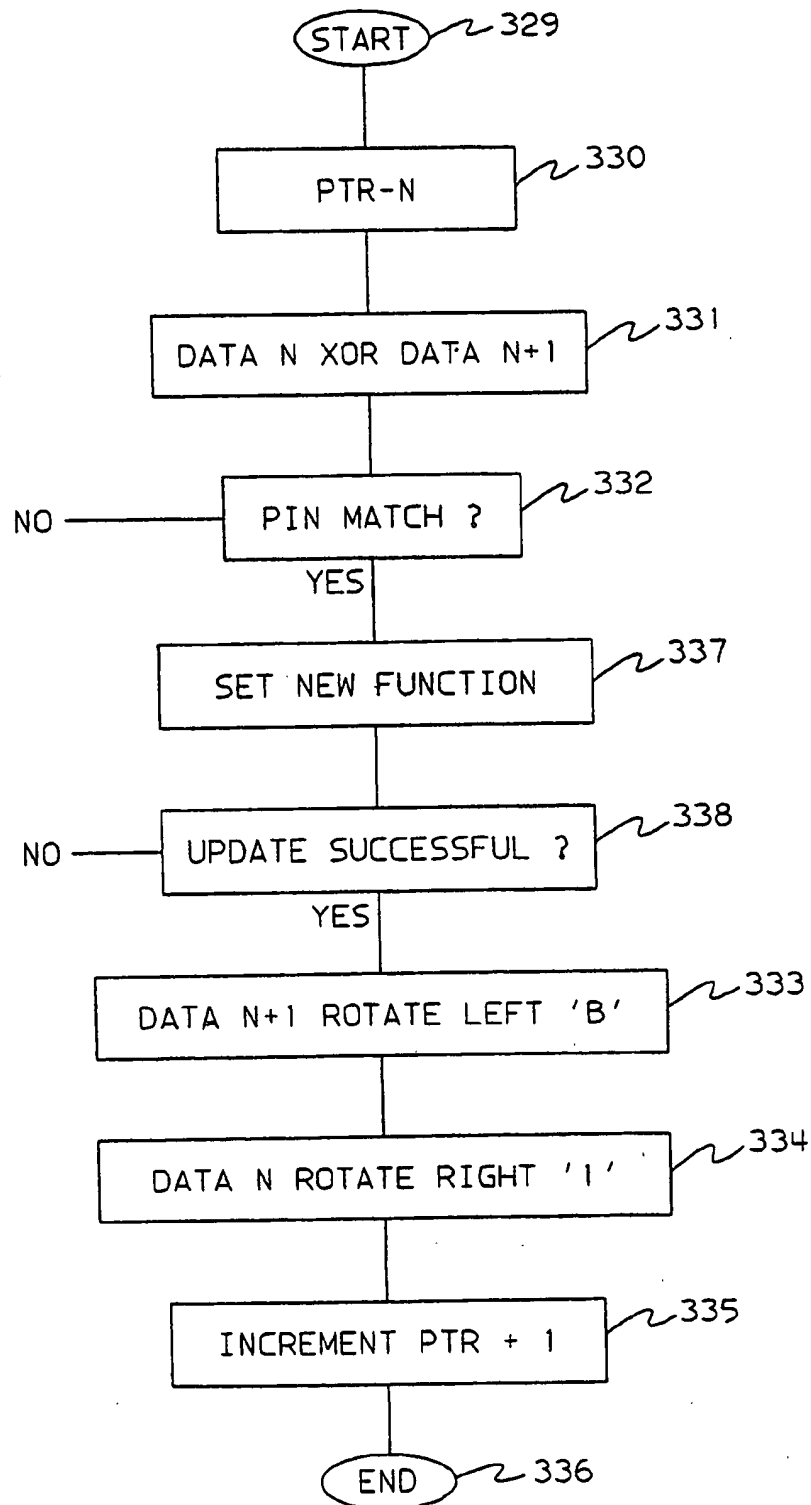 START 329
330
PTR-N
331
DATA N XOR DATA N+1
332
NO PIN MATCH ?
YES
337
SET NEW FUNCTION
338
NO UPDATE SUCCESSFUL ?
YES
333
DATA N+1 ROTATE LEFT 'B'
334
DATA N ROTATE RIGHT '1'
335
INCREMENT PTR + 1
END 336